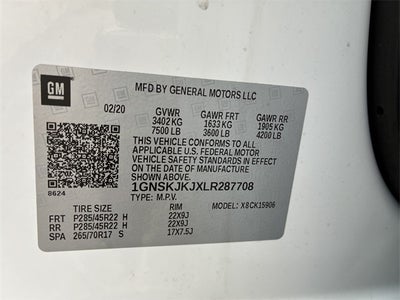 GM
MFD BY GENERAL MOTORS LLC
02/20 GVWR GAWR FRT GAWR RR
3402 KG 1633 KG 1905 KG
7500 LB 3600 LB 4200 LB
THIS VEHICLE CONFORMS TO ALL
APPLICABLE U.S. FEDERAL MOTOR
VEHICLE SAFETY AND THEFT
PREVENTION STANDARDS IN EFFECT
ON THE DATE OF MANUFACTURE
SHOWN ABOVE.
8624 1GNSKJKJXLR287708
TYPE: M.P.V. MODEL: X8CK15906
TIRE SIZE RIM
FRT P285/45R22 H 22X9J
RR P285/45R22 H 22X9J
SPA 265/70R17 S 17X7.5J